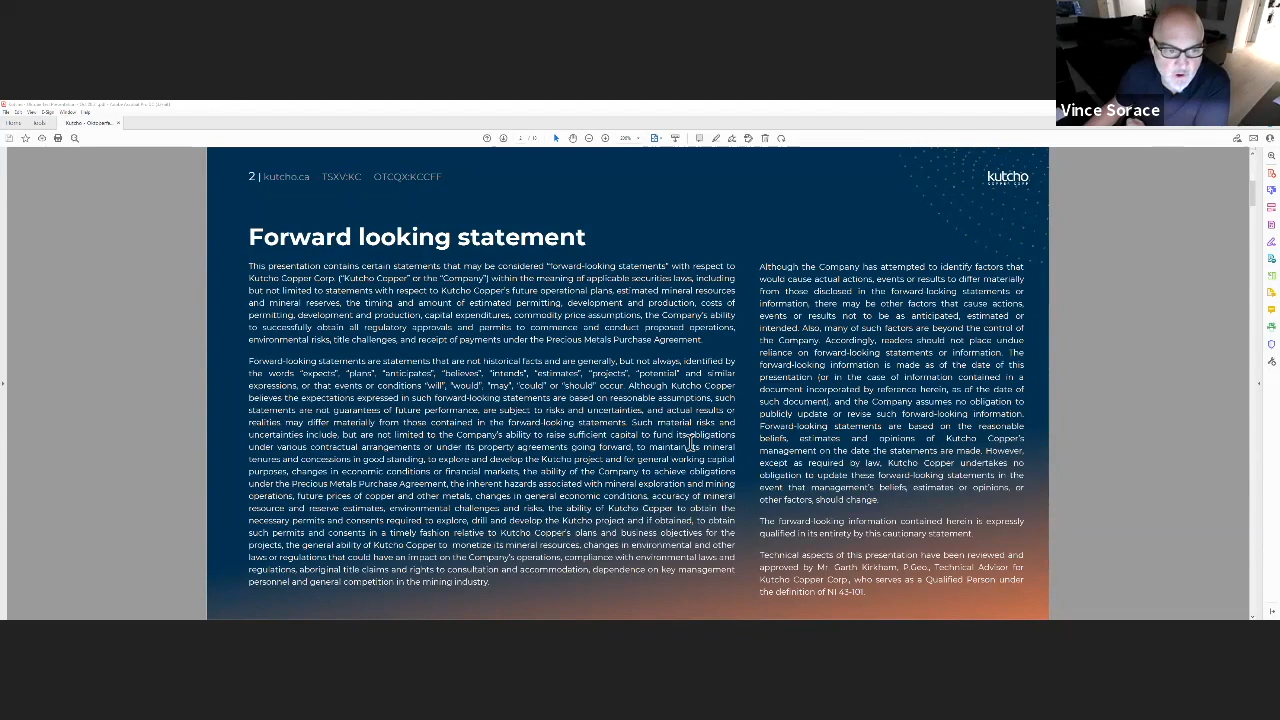 Vince Sorace
File Edit View E-Sign Window Help
Home Tools Kutcho - Oktoberfe... ×
2 / 13
200%
2 | kutcho.ca TSXV:KC OTCQX:KCCFF
kutcho
COPPER CORP
Forward looking statement
This presentation contains certain statements that may be considered “forward-looking statements” with respect to
Kutcho Copper Corp. (“Kutcho Copper” or the “Company”) within the meaning of applicable securities laws, including
but not limited to statements with respect to Kutcho Copper’s future operational plans, estimated mineral resources
and mineral reserves, the timing and amount of estimated permitting, development and production, costs of
permitting, development and production, capital expenditures, commodity price assumptions, the Company’s ability
to successfully obtain all regulatory approvals and permits to commence and conduct proposed operations,
environmental risks, title challenges, and receipt of payments under the Precious Metals Purchase Agreement.
Forward-looking statements are statements that are not historical facts and are generally, but not always, identified by
the words “expects”, “plans”, “anticipates”, “believes”, “intends”, “estimates”, “projects”, “potential” and similar
expressions, or that events or conditions “will”, “would”, “may”, “could” or “should” occur. Although Kutcho Copper
believes the expectations expressed in such forward-looking statements are based on reasonable assumptions, such
statements are not guarantees of future performance, are subject to risks and uncertainties, and actual results or
realities may differ materially from those contained in the forward-looking statements. Such material risks and
uncertainties include, but are not limited to the Company’s ability to raise sufficient capital to fund its obligations
under various contractual arrangements or under its property agreements going forward, to maintain its mineral
tenures and concessions in good standing, to explore and develop the Kutcho project and for general working capital
purposes, changes in economic conditions or financial markets, the ability of the Company to achieve obligations
under the Precious Metals Purchase Agreement, the inherent hazards associated with mineral exploration and mining
operations, future prices of copper and other metals, changes in general economic conditions, accuracy of mineral
resource and reserve estimates, environmental challenges and risks, the ability of Kutcho Copper to obtain the
necessary permits and consents required to explore, drill and develop the Kutcho project and if obtained, to obtain
such permits and consents in a timely fashion relative to Kutcho Copper’s plans and business objectives for the
projects, the general ability of Kutcho Copper to monetize its mineral resources, changes in environmental and other
laws or regulations that could have an impact on the Company’s operations, compliance with environmental laws and
regulations, aboriginal title claims and rights to consultation and accommodation, dependence on key management
personnel and general competition in the mining industry.
Although the Company has attempted to identify factors that
would cause actual actions, events or results to differ materially
from those disclosed in the forward-looking statements or
information, there may be other factors that cause actions,
events or results not to be as anticipated, estimated or
intended. Also, many of such factors are beyond the control of
the Company. Accordingly, readers should not place undue
reliance on forward-looking statements or information. The
forward-looking information is made as of the date of this
presentation (or in the case of information contained in a
document incorporated by reference herein, as of the date of
such document), and the Company assumes no obligation to
publicly update or revise such forward-looking information.
Forward-looking statements are based on the reasonable
beliefs, estimates and opinions of Kutcho Copper’s
management on the date the statements are made. However,
except as required by law, Kutcho Copper undertakes no
obligation to update these forward-looking statements in the
event that management’s beliefs, estimates or opinions, or
other factors, should change.
The forward-looking information contained herein is expressly
qualified in its entirety by this cautionary statement.
Technical aspects of this presentation have been reviewed and
approved by Mr Garth Kirkham, P.Geo., Technical Advisor for
Kutcho Copper Corp., who serves as a Qualified Person under
the definition of NI 43-101.